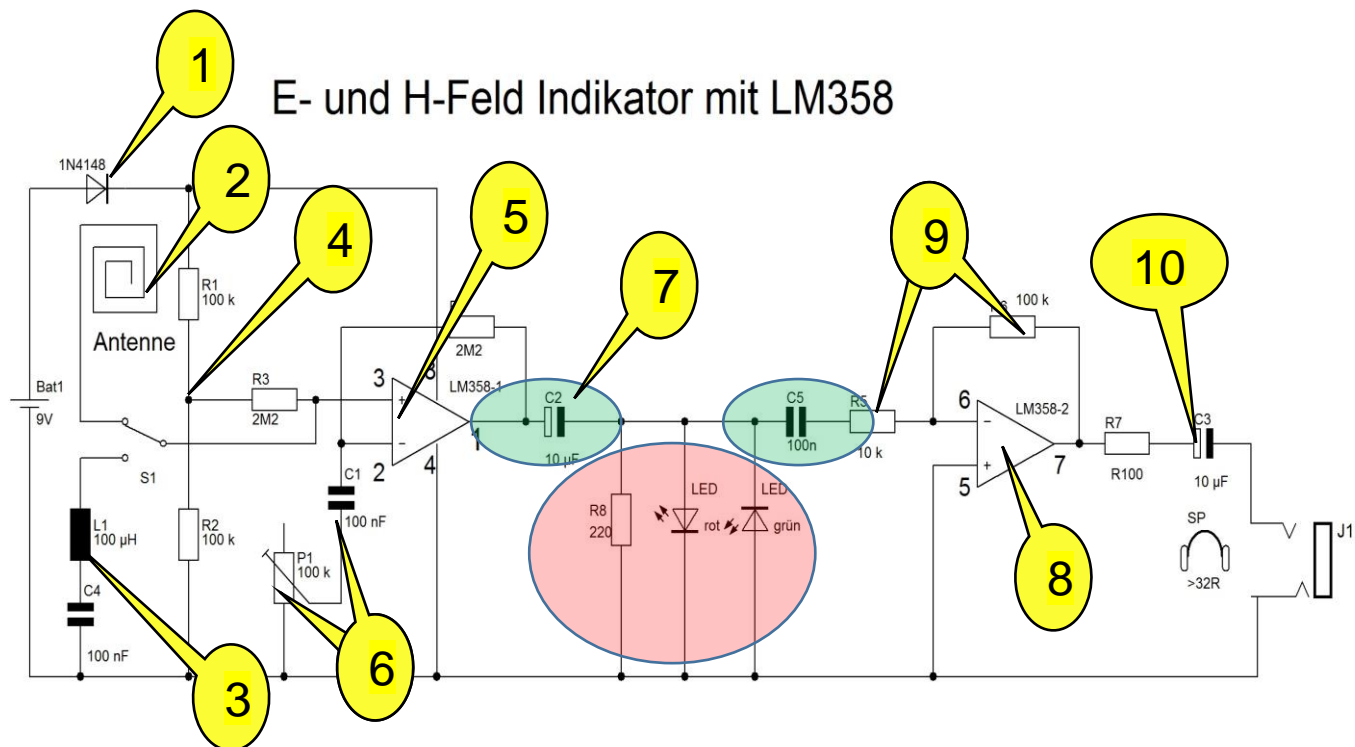 E- und H-Feld Indikator mit LM358
1
2
3
4
5
6
7
8
9
10
1N4148
R1
100 k
Antenne
Bat1
9V
S1
L1
100 µH
C4
100 nF
R2
100 k
R3
2M2
P1
100 k
C1
100 nF
2M2
3
8
2
4
1
LM358-1
C2
10 µF
R8
220
LED
rot
LED
grün
C5
100n
R5
10 k
100 k
6
5
7
LM358-2
R7
R100
C3
10 µF
SP
>32R
J1